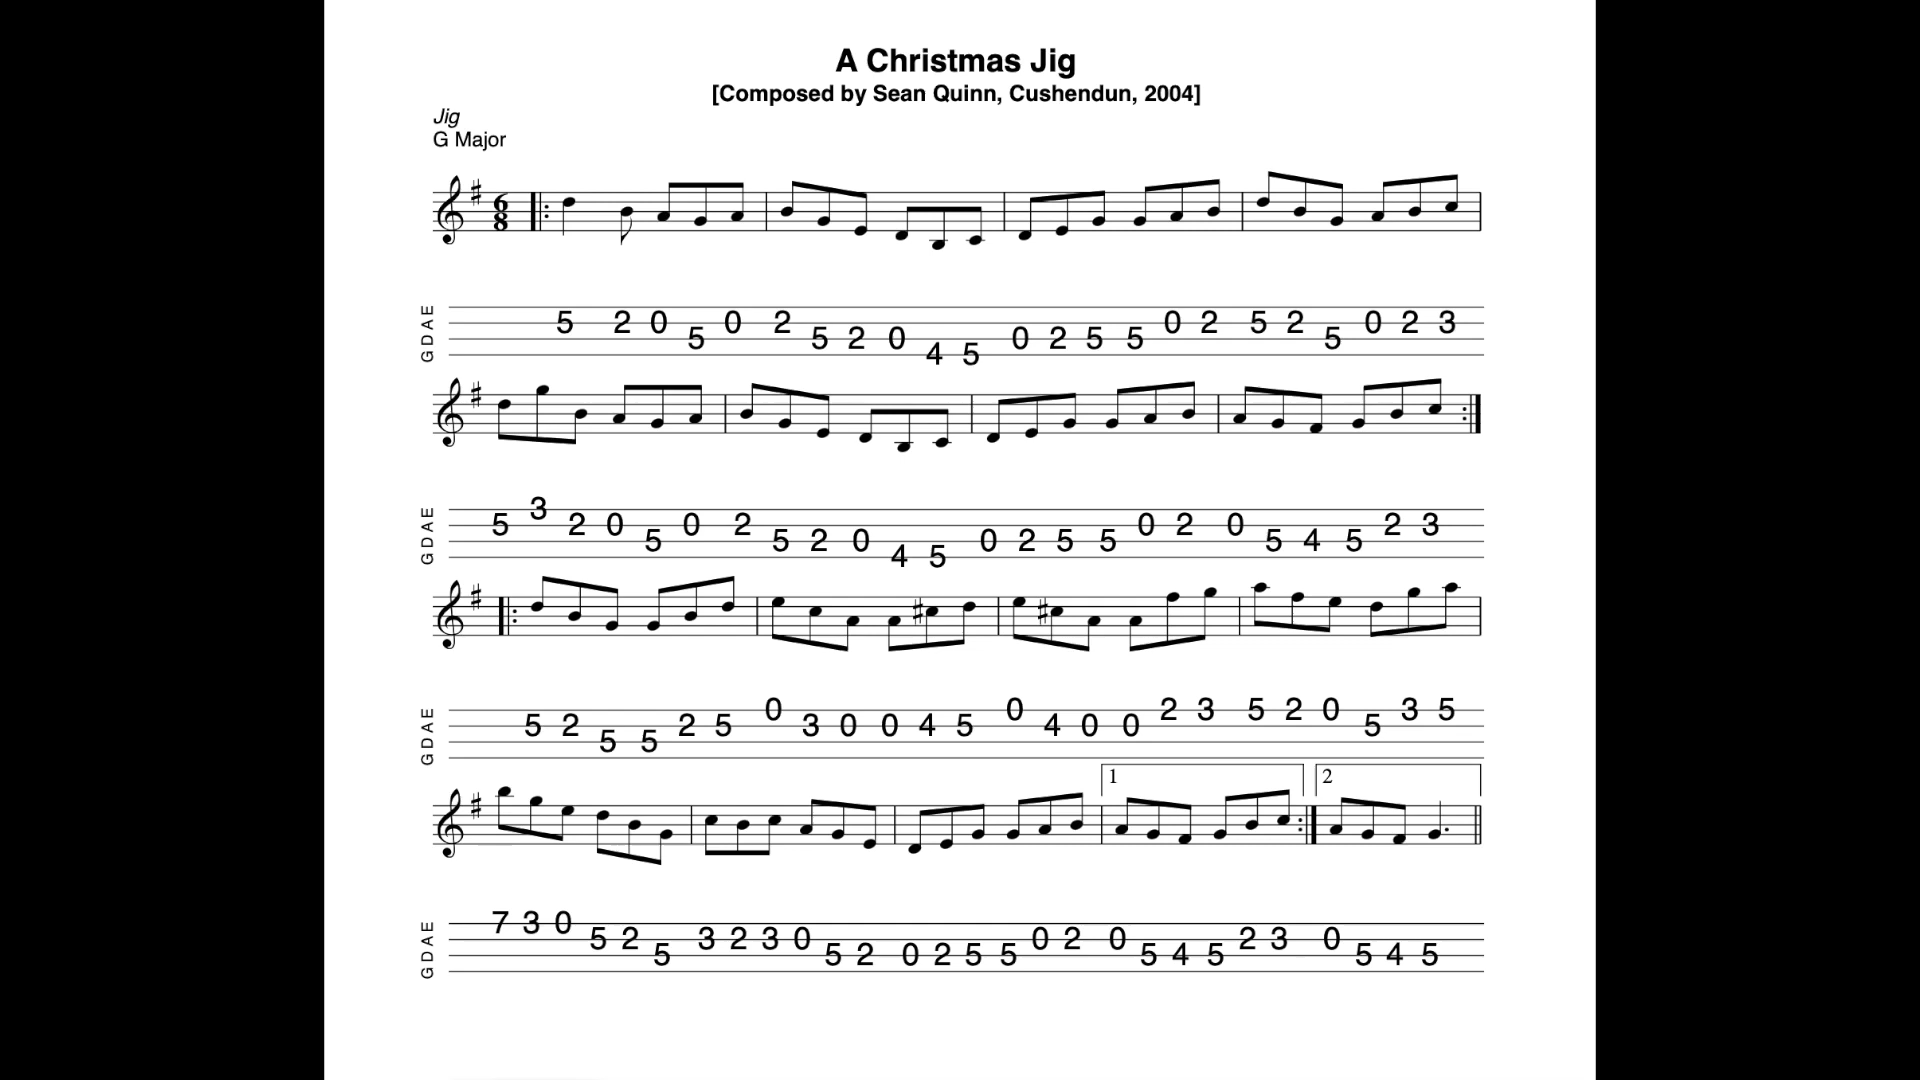 A Christmas Jig
[Composed by Sean Quinn, Cushendun, 2004]
Jig
G Major
6
8
G D A E
5 2 0 5 0 2 5 2 0 4 5 0 2 5 5 0 2 5 2 5 0 2 3
G D A E
5 3 2 0 5 0 2 5 2 0 4 5 0 2 5 5 0 2 0 5 4 5 2 3
G D A E
5 2 5 5 2 5 0 3 0 0 4 5 0 4 0 0 2 3 5 2 0 5 3 5
1 2
G D A E
7 3 0 5 2 5 3 2 3 0 5 2 0 2 5 5 0 2 0 5 4 5 2 3 0 5 4 5